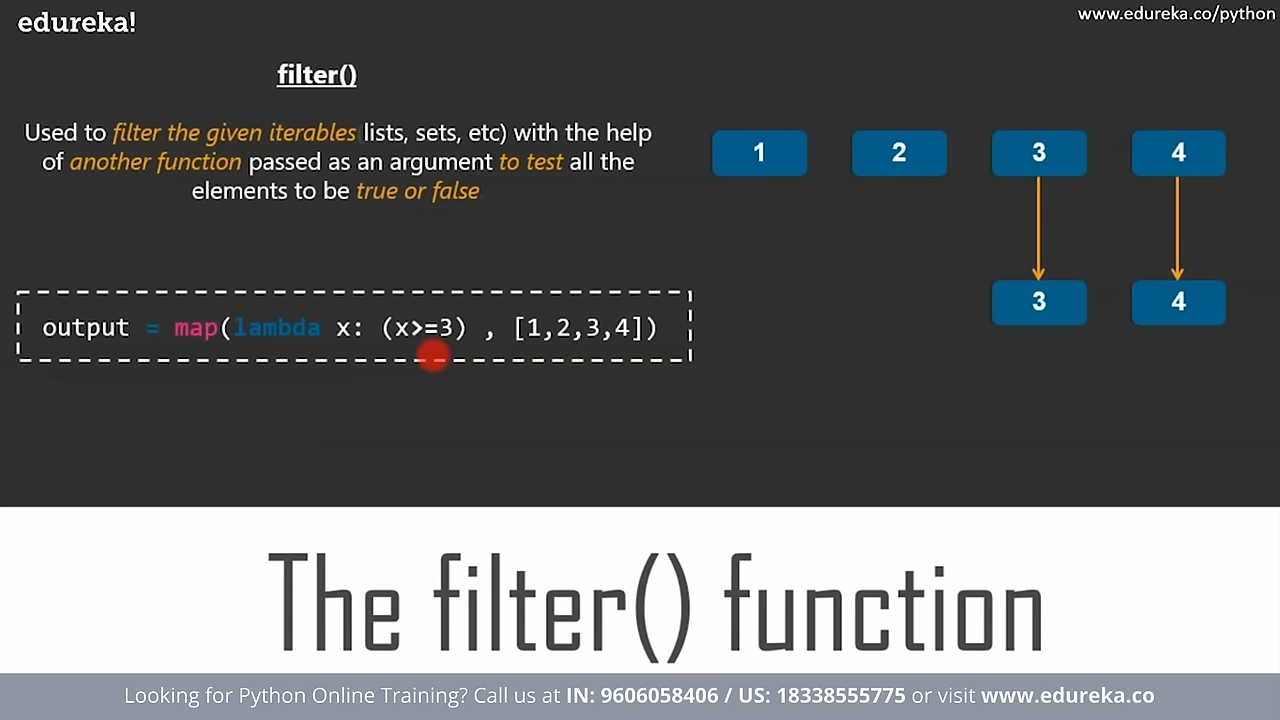 edureka!
www.edureka.co/python
filter()
Used to filter the given iterables (lists, sets, etc) with the help
of another function passed as an argument to test all the
elements to be true or false
1 2 3 4
3 4
output = map(lambda x: (x>=3) , [1,2,3,4])
The filter() function
Looking for Python Online Training? Call us at IN: 9606058406 / US: 18338555775 or visit www.edureka.co